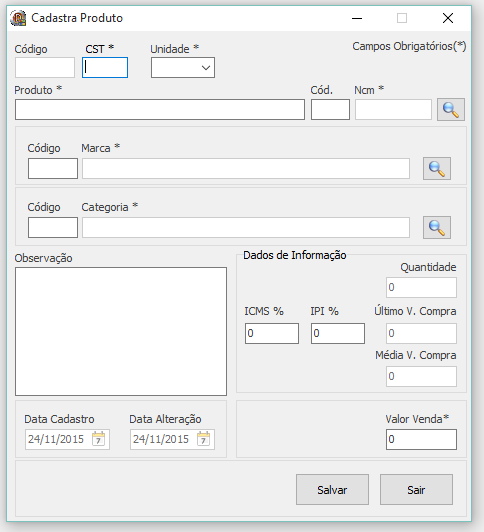 Cadastra Produto
Código CST * Unidade * Campos Obrigatórios(*)
Produto * Cód. Ncm *
Código Marca *
Código Categoria *
Observação Dados de Informação
Quantidade
0
ICMS % IPI % Último V. Compra
0 0 0
Média V. Compra
0
Data Cadastro Data Alteração Valor Venda*
24/11/2015 7 24/11/2015 7 0
Salvar Sair